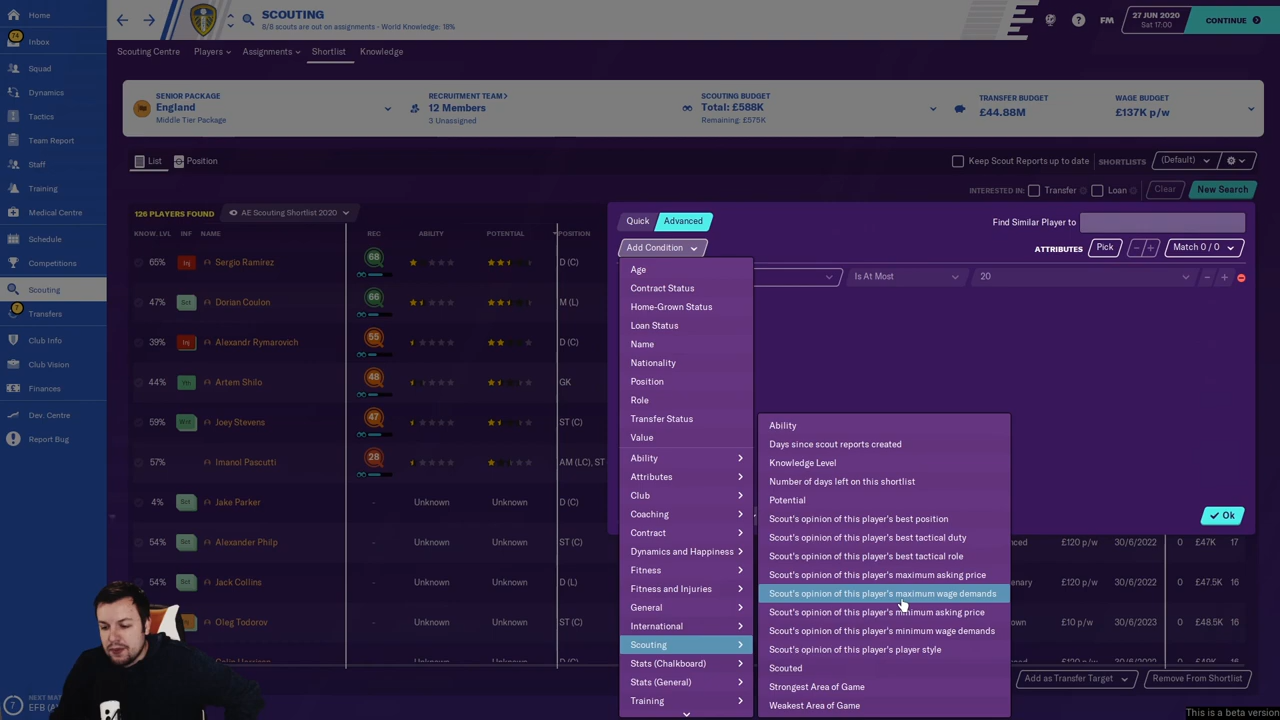 Home
SCOUTING
8/8 scouts are out on assignments - World Knowledge: 18%
FM
27 JUN 2020
Sat 17:00
CONTINUE
74
Inbox
Squad
Dynamics
Tactics
Team Report
Staff
Training
Medical Centre
Schedule
Competitions
Scouting
Transfers
Club Info
Club Vision
Finances
Dev. Centre
Report Bug
Scouting Centre
Players
Assignments
Shortlist
Knowledge
SENIOR PACKAGE
England
Middle Tier Package
RECRUITMENT TEAM >
12 Members
3 Unassigned
SCOUTING BUDGET
Total: £588K
Remaining: £575K
TRANSFER BUDGET
£44.88M
WAGE BUDGET
£137K p/w
List
Position
Keep Scout Reports up to date
SHORTLISTS
(Default)
INTERESTED IN:
Transfer
Loan
Clear
New Search
126 PLAYERS FOUND
AE Scouting Shortlist 2020
KNOW. LVL INF NAME REC ABILITY POTENTIAL POSITION
65% Inj Sergio Ramírez 68 D (C)
47% Sct Dorian Coulon 66 M (L)
39% Inj Alexandr Rymarovich 55 D (C)
44% Yth Artem Shilo 48 GK
59% Wnt Joey Stevens 47 ST (C)
57% Imanol Pascutti 28 AM (LC), ST
4% Sct Jake Parker - Unknown Unknown D (C)
54% Sct Alexander Philp - Unknown Unknown ST (C)
£120 p/w 30/6/2022 0 £47K 17
54% Sct Jack Collins - Unknown Unknown D (L)
£120 p/w 30/6/2022 0 £47.5K 16
Oleg Todorov - Unknown Unknown ST (C)
£10 p/w 30/6/2022 0 £48.5K 16
Quick
Advanced
Find Similar Player to
Add Condition
ATTRIBUTES
Pick
Match 0 / 0
Is At Most
20
Age
Contract Status
Home-Grown Status
Loan Status
Name
Nationality
Position
Role
Transfer Status
Value
Ability
Attributes
Club
Coaching
Contract
Dynamics and Happiness
Fitness
Fitness and Injuries
General
International
Scouting
Stats (Chalkboard)
Stats (General)
Training
Ability
Days since scout reports created
Knowledge Level
Number of days left on this shortlist
Potential
Scout's opinion of this player's best position
Scout's opinion of this player's best tactical duty
Scout's opinion of this player's best tactical role
Scout's opinion of this player's maximum asking price
Scout's opinion of this player's maximum wage demands
Scout's opinion of this player's minimum asking price
Scout's opinion of this player's minimum wage demands
Scout's opinion of this player's player style
Scouted
Strongest Area of Game
Weakest Area of Game
Ok
Add as Transfer Target
Remove From Shortlist
This is a beta version